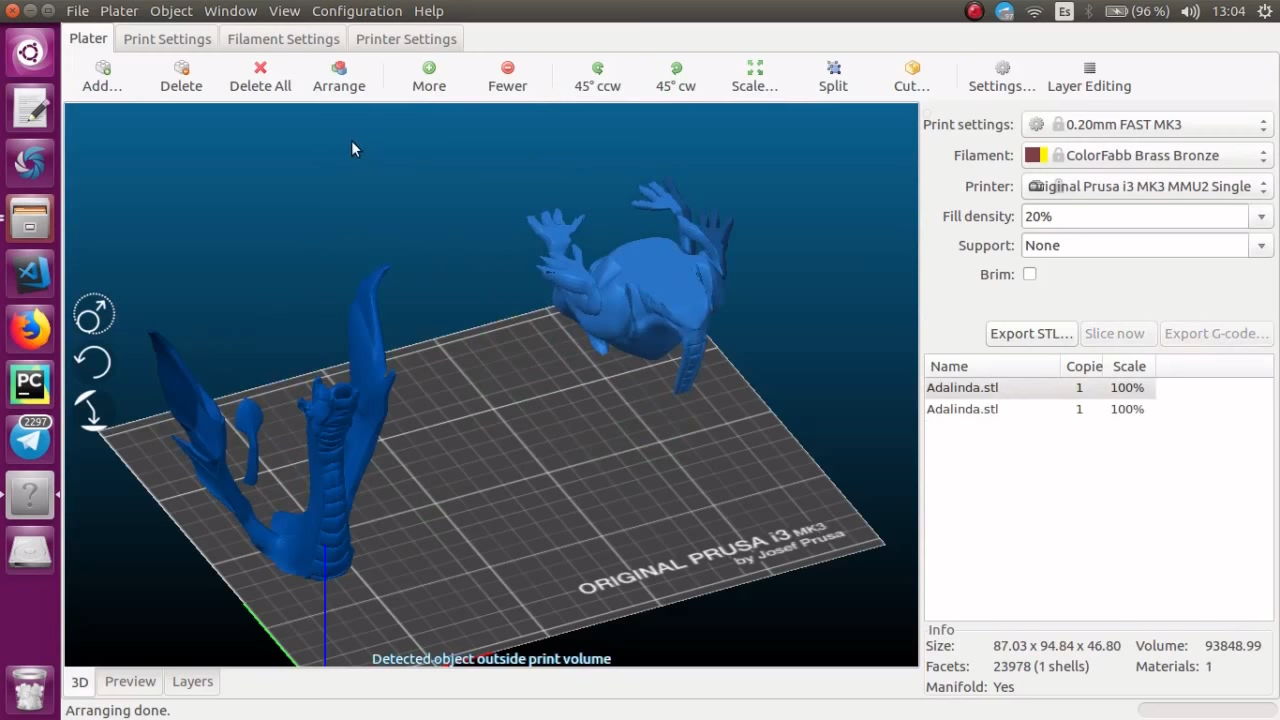 File Plater Object Window View Configuration Help
Es (96 %) 13:04
Plater Print Settings Filament Settings Printer Settings
Add... Delete Delete All Arrange More Fewer 45° ccw 45° cw Scale... Split Cut... Settings... Layer Editing
Print settings: 0.20mm FAST MK3
Filament: ColorFabb Brass Bronze
Printer: Original Prusa i3 MK3 MMU2 Single
Fill density: 20%
Support: None
Brim:
Export STL... Slice now Export G-code...
Name Copie Scale
Adalinda.stl 1 100%
Adalinda.stl 1 100%
PC
2297
?
ORIGINAL PRUSA i3 MK3
by Josef Prusa
Detected object outside print volume
Info
Size: 87.03 x 94.84 x 46.80 Volume: 93848.99
Facets: 23978 (1 shells) Materials: 1
Manifold: Yes
3D Preview Layers
Arranging done.